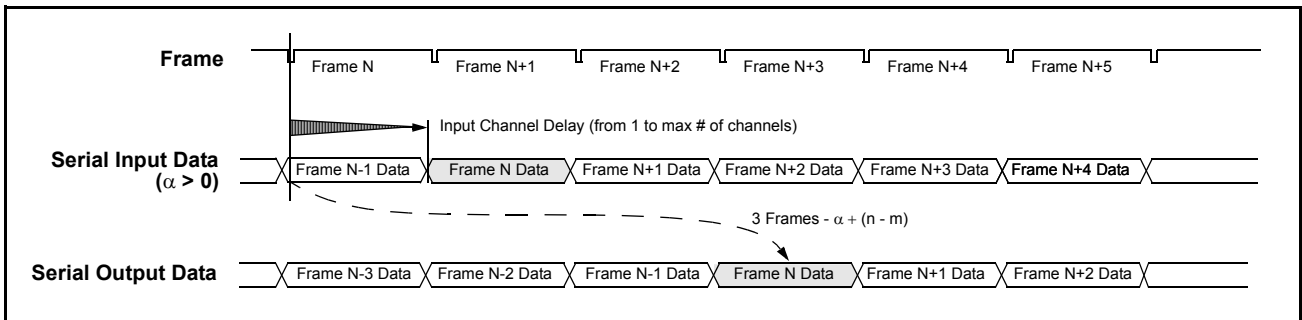 Frame
Frame N Frame N+1 Frame N+2 Frame N+3 Frame N+4 Frame N+5
Input Channel Delay (from 1 to max # of channels)
Serial Input Data
(α > 0)
Frame N-1 Data Frame N Data Frame N+1 Data Frame N+2 Data Frame N+3 Data Frame N+4 Data
3 Frames - α + (n - m)
Serial Output Data
Frame N-3 Data Frame N-2 Data Frame N-1 Data Frame N Data Frame N+1 Data Frame N+2 Data